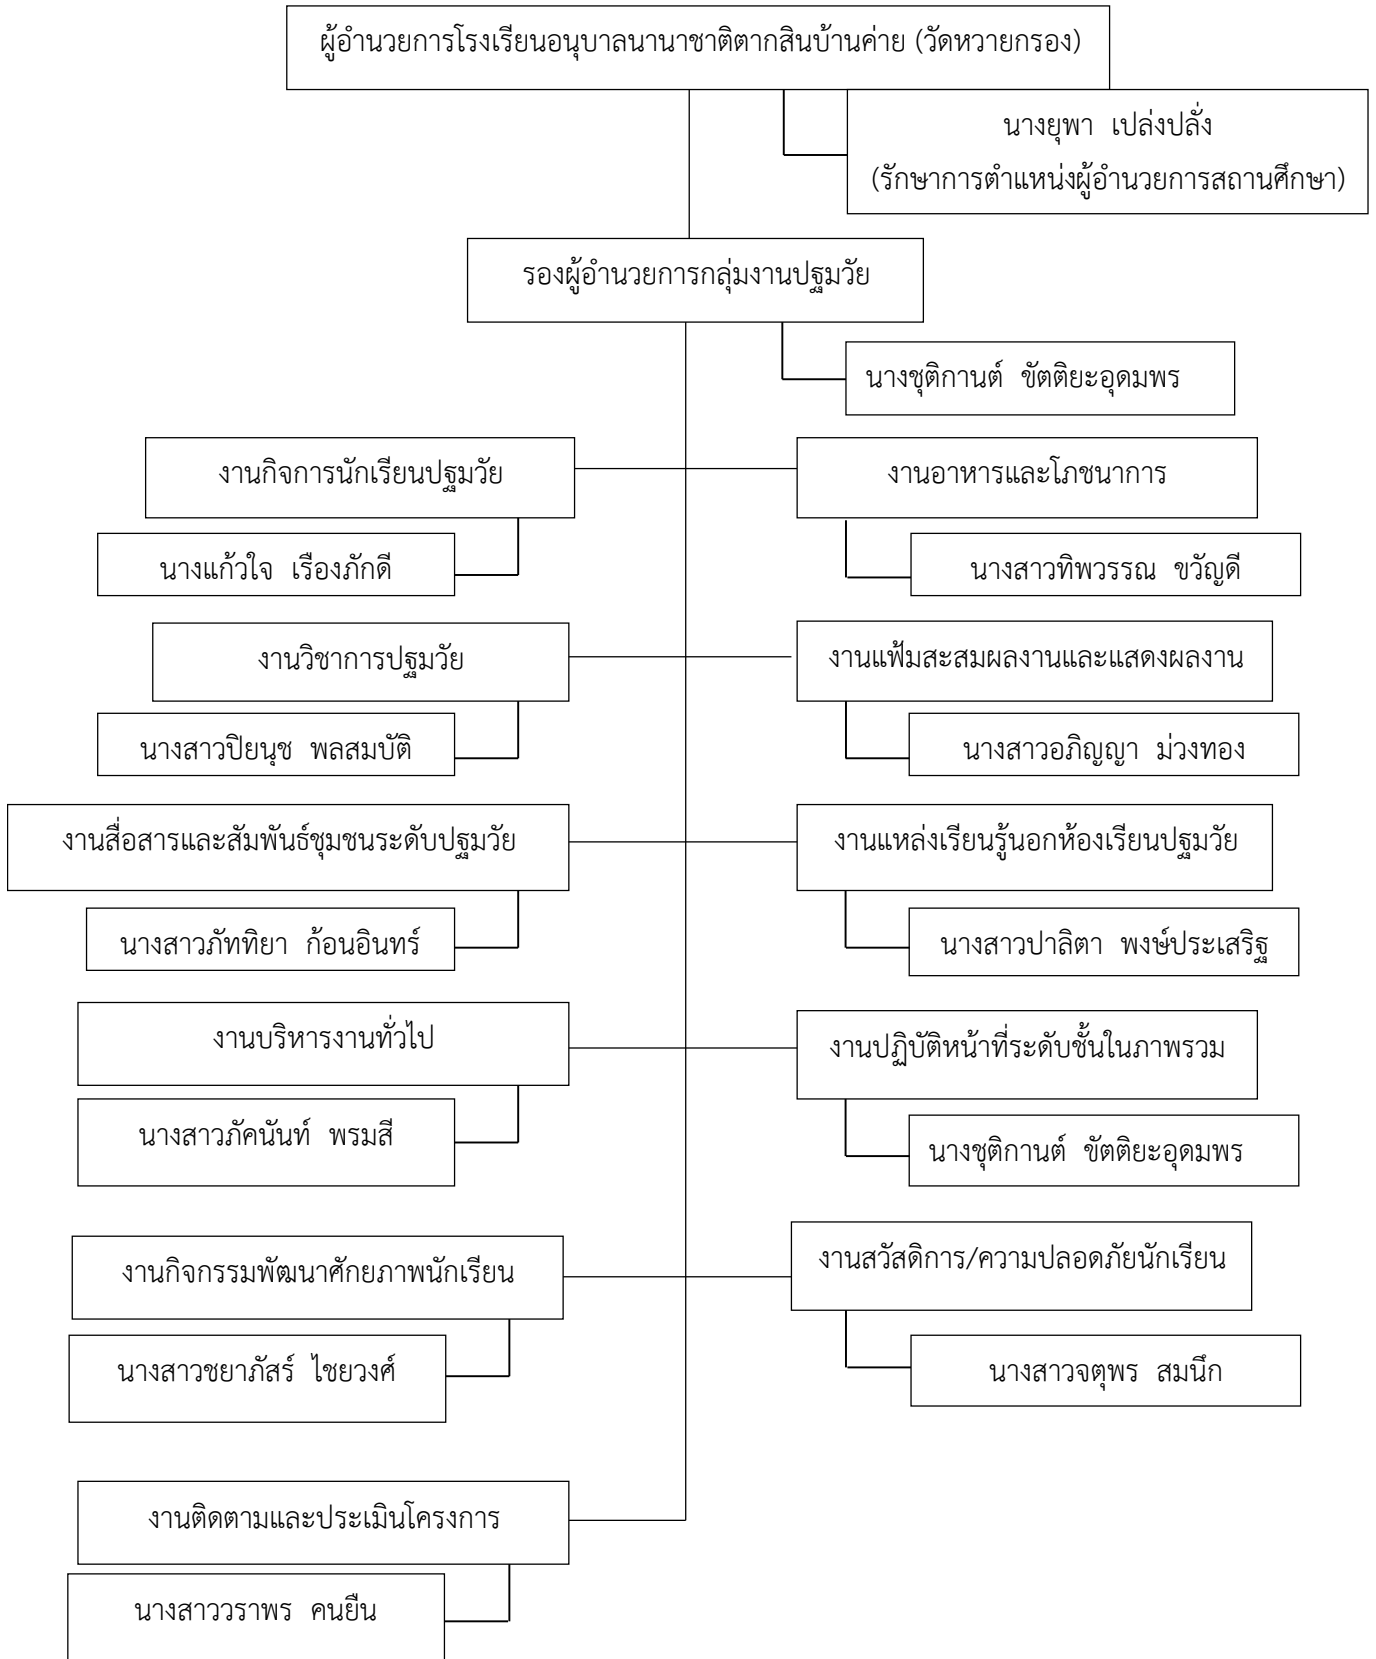 ผู้อำนวยการโรงเรียนอนุบาลนานาชาติตากสินบ้านค่าย (วัดหวายกรอง)
นางยุพา เปล่งปลั่ง
(รักษาการตำแหน่งผู้อำนวยการสถานศึกษา)
รองผู้อำนวยการกลุ่มงานปฐมวัย
นางชุติกานต์ ขัตติยะอุดมพร
งานกิจการนักเรียนปฐมวัย
งานอาหารและโภชนาการ
นางแก้วใจ เรืองภักดี
นางสาวทิพวรรณ ขวัญดี
งานวิชาการปฐมวัย
งานแฟ้มสะสมผลงานและแสดงผลงาน
นางสาวปิยนุช พลสมบัติ
นางสาวอภิญญา ม่วงทอง
งานสื่อสารและสัมพันธ์ชุมชนระดับปฐมวัย
งานแหล่งเรียนรู้นอกห้องเรียนปฐมวัย
นางสาวภัททิยา ก้อนอินทร์
นางสาวปาลิตา พงษ์ประเสริฐ
งานบริหารงานทั่วไป
งานปฏิบัติหน้าที่ระดับชั้นในภาพรวม
นางสาวภัคนันท์ พรมสี
นางชุติกานต์ ขัตติยะอุดมพร
งานกิจกรรมพัฒนาศักยภาพนักเรียน
งานสวัสดิการ/ความปลอดภัยนักเรียน
นางสาวชยาภัสร์ ไชยวงศ์
นางสาวจตุพร สมนึก
งานติดตามและประเมินโครงการ
นางสาววราพร คนยืน